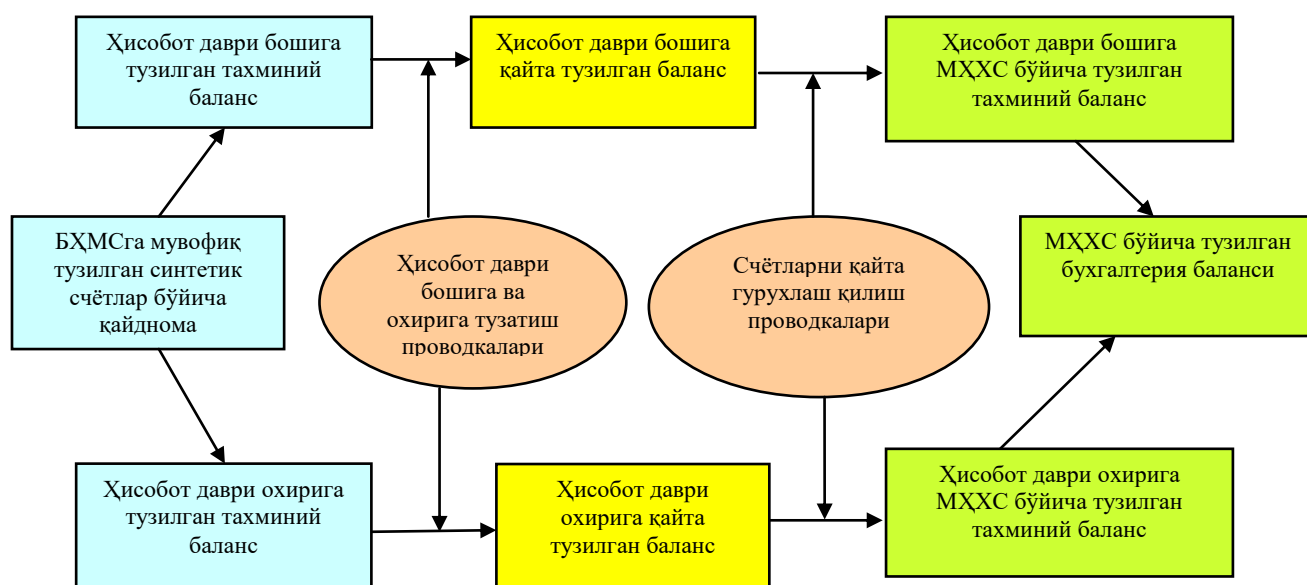 Ҳисобот даври бошига
тузилган тахминий
баланс
Ҳисобот даври бошига
қайта тузилган баланс
Ҳисобот даври бошига
МҲХС бўйича тузилган
тахминий баланс
БҲМСга мувофиқ
тузилган синтетик
счётлар бўйича
қайднома
Ҳисобот даври
бошига ва
охирига тузатиш
проводкалари
Счётларни қайта
гурухлаш қилиш
проводкалари
МҲХС бўйича тузилган
бухгалтерия баланси
Ҳисобот даври охирига
тузилган тахминий
баланс
Ҳисобот даври
охирига қайта
тузилган баланс
Ҳисобот даври охирига
МҲХС бўйича тузилган
тахминий баланс